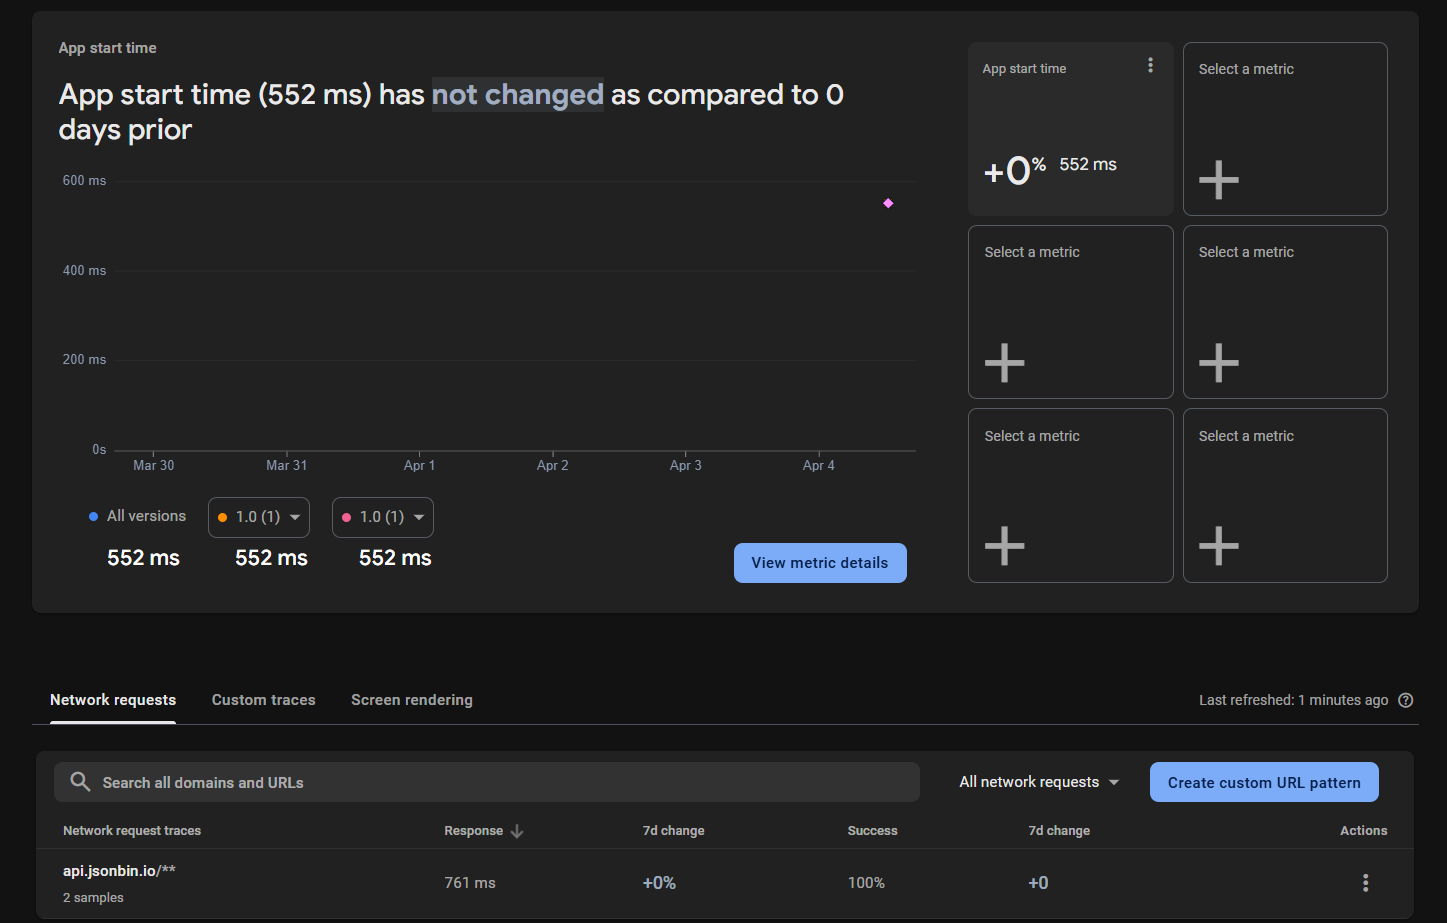 App start time
App start time (552 ms) has not changed as compared to 0
days prior
600 ms
400 ms
200 ms
0s
Mar 30
Mar 31
Apr 1
Apr 2
Apr 3
Apr 4
All versions
1.0 (1)
1.0 (1)
552 ms
552 ms
552 ms
View metric details
App start time
+0% 552 ms
Select a metric
Select a metric
Select a metric
Select a metric
Select a metric
Network requests
Custom traces
Screen rendering
Last refreshed: 1 minutes ago
Search all domains and URLs
All network requests
Create custom URL pattern
Network request traces
Response
7d change
Success
7d change
Actions
api.jsonbin.io/**
2 samples
761 ms
+0%
100%
+0